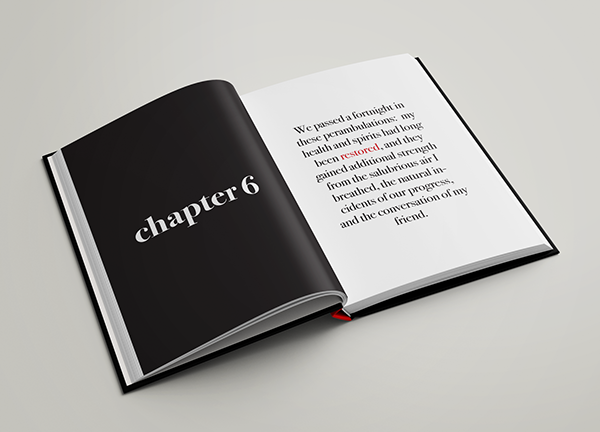 chapter 6
We passed a fortnight in
these perambulations: my
health and spirits had long
been restored, and they
gained additional strength
from the salubrious air I
breathed, the natural in-
cidents of our progress,
and the conversation of my
friend.